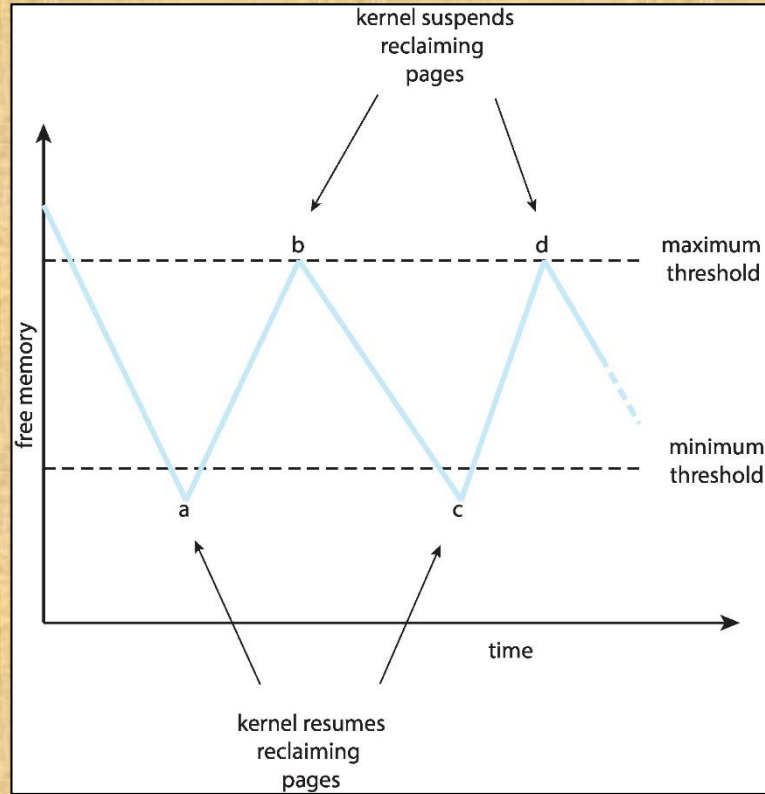 kernel suspends
reclaiming
pages
b
d
maximum
threshold
free memory
minimum
threshold
a
c
time
kernel resumes
reclaiming
pages